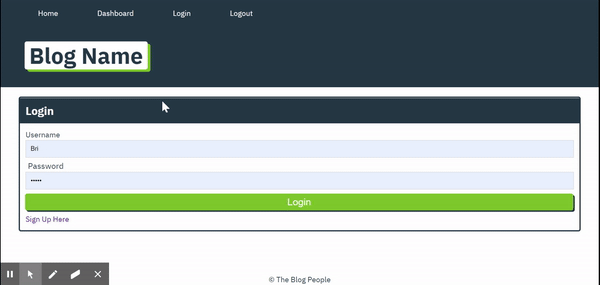 Home Dashboard Login Logout
Blog Name
Login
Username
Bri
Password
•••••
Login
Sign Up Here
© The Blog People